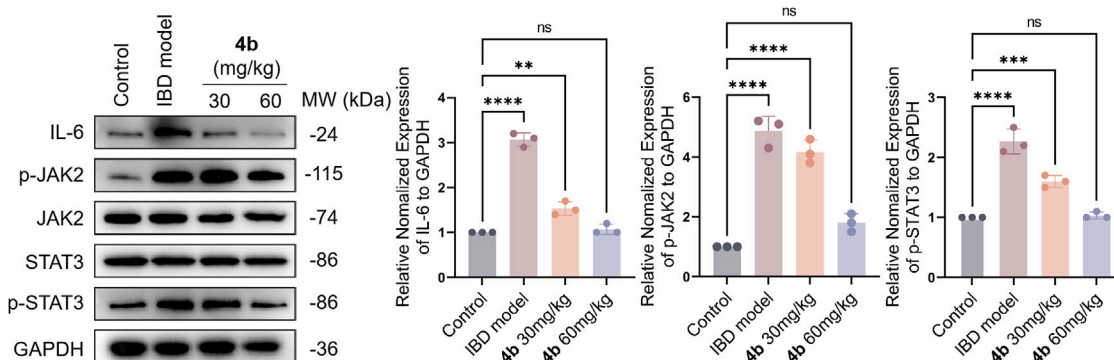 Control
IBD model
4b
(mg/kg)
30 60 MW (kDa)
IL-6 -24
p-JAK2 -115
JAK2 -74
STAT3 -86
p-STAT3 -86
GAPDH -36
Relative Nomalized Expression
of IL-6 to GAPDH
ns
**
****
4
3
2
1
0
Control
IBD model
4b 30mg/kg
4b 60mg/kg
Relative Nomalized Expression
of p-JAK2 to GAPDH
ns
****
****
6
4
2
0
Control
IBD model
4b 30mg/kg
4b 60mg/kg
Relative Nomalized Expression
of p-STAT3 to GAPDH
ns
***
****
3
2
1
0
Control
IBD model
4b 30mg/kg
4b 60mg/kg